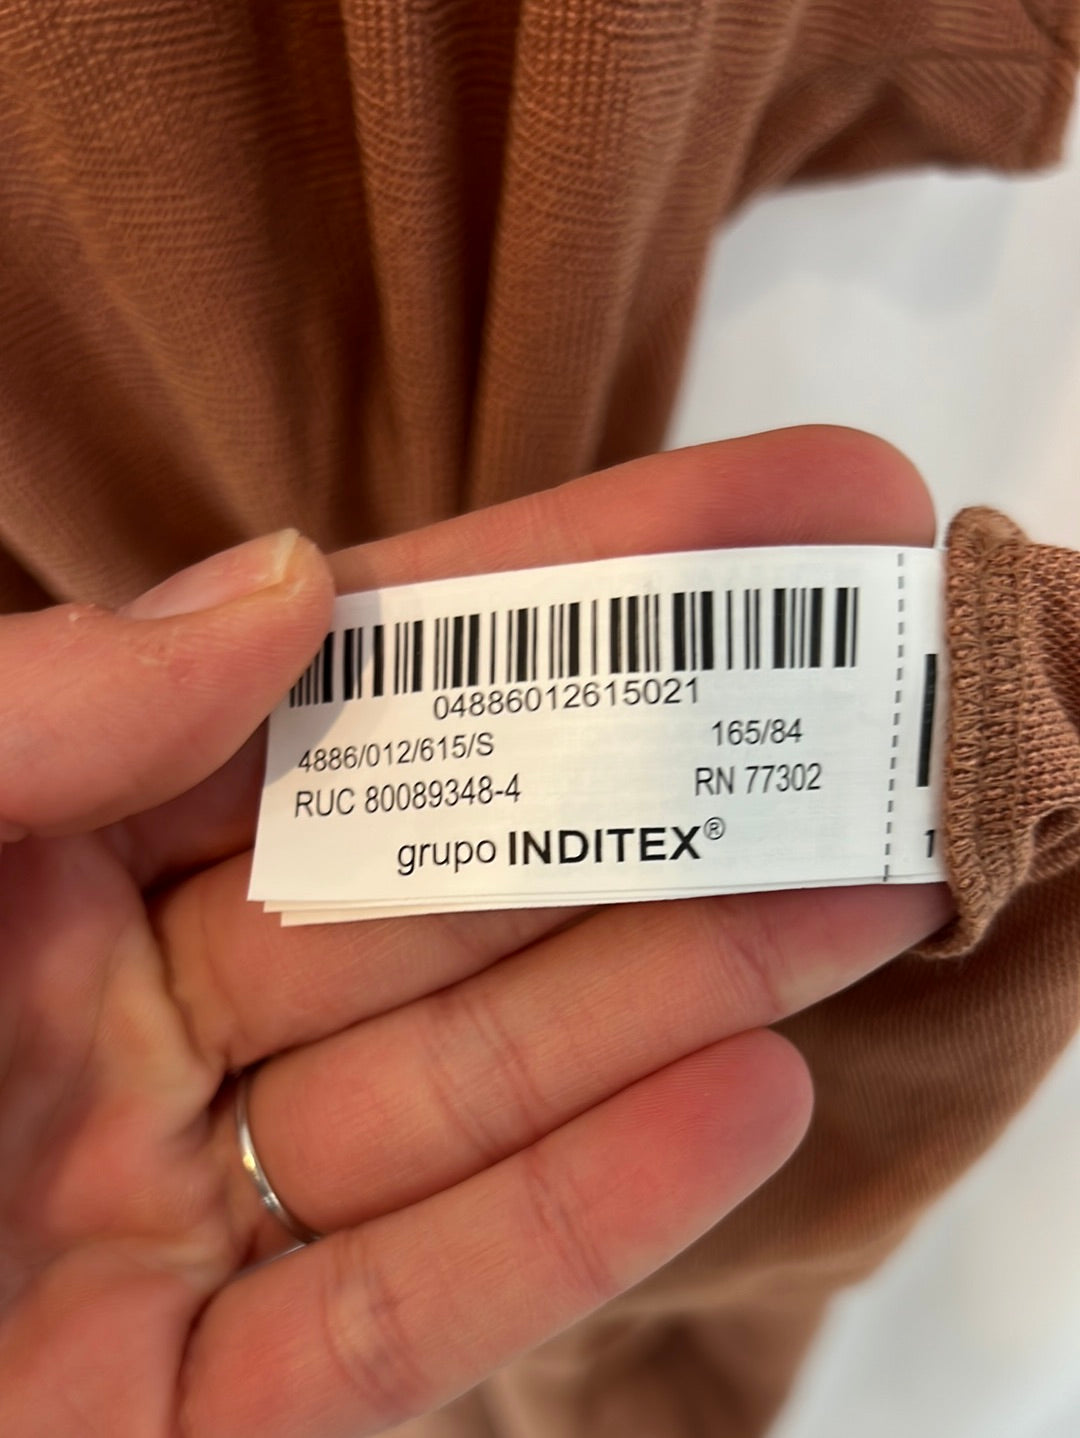 04886012615021
4886/012/615/S 165/84
RUC 80089348-4 RN 77302
grupo INDITEX®